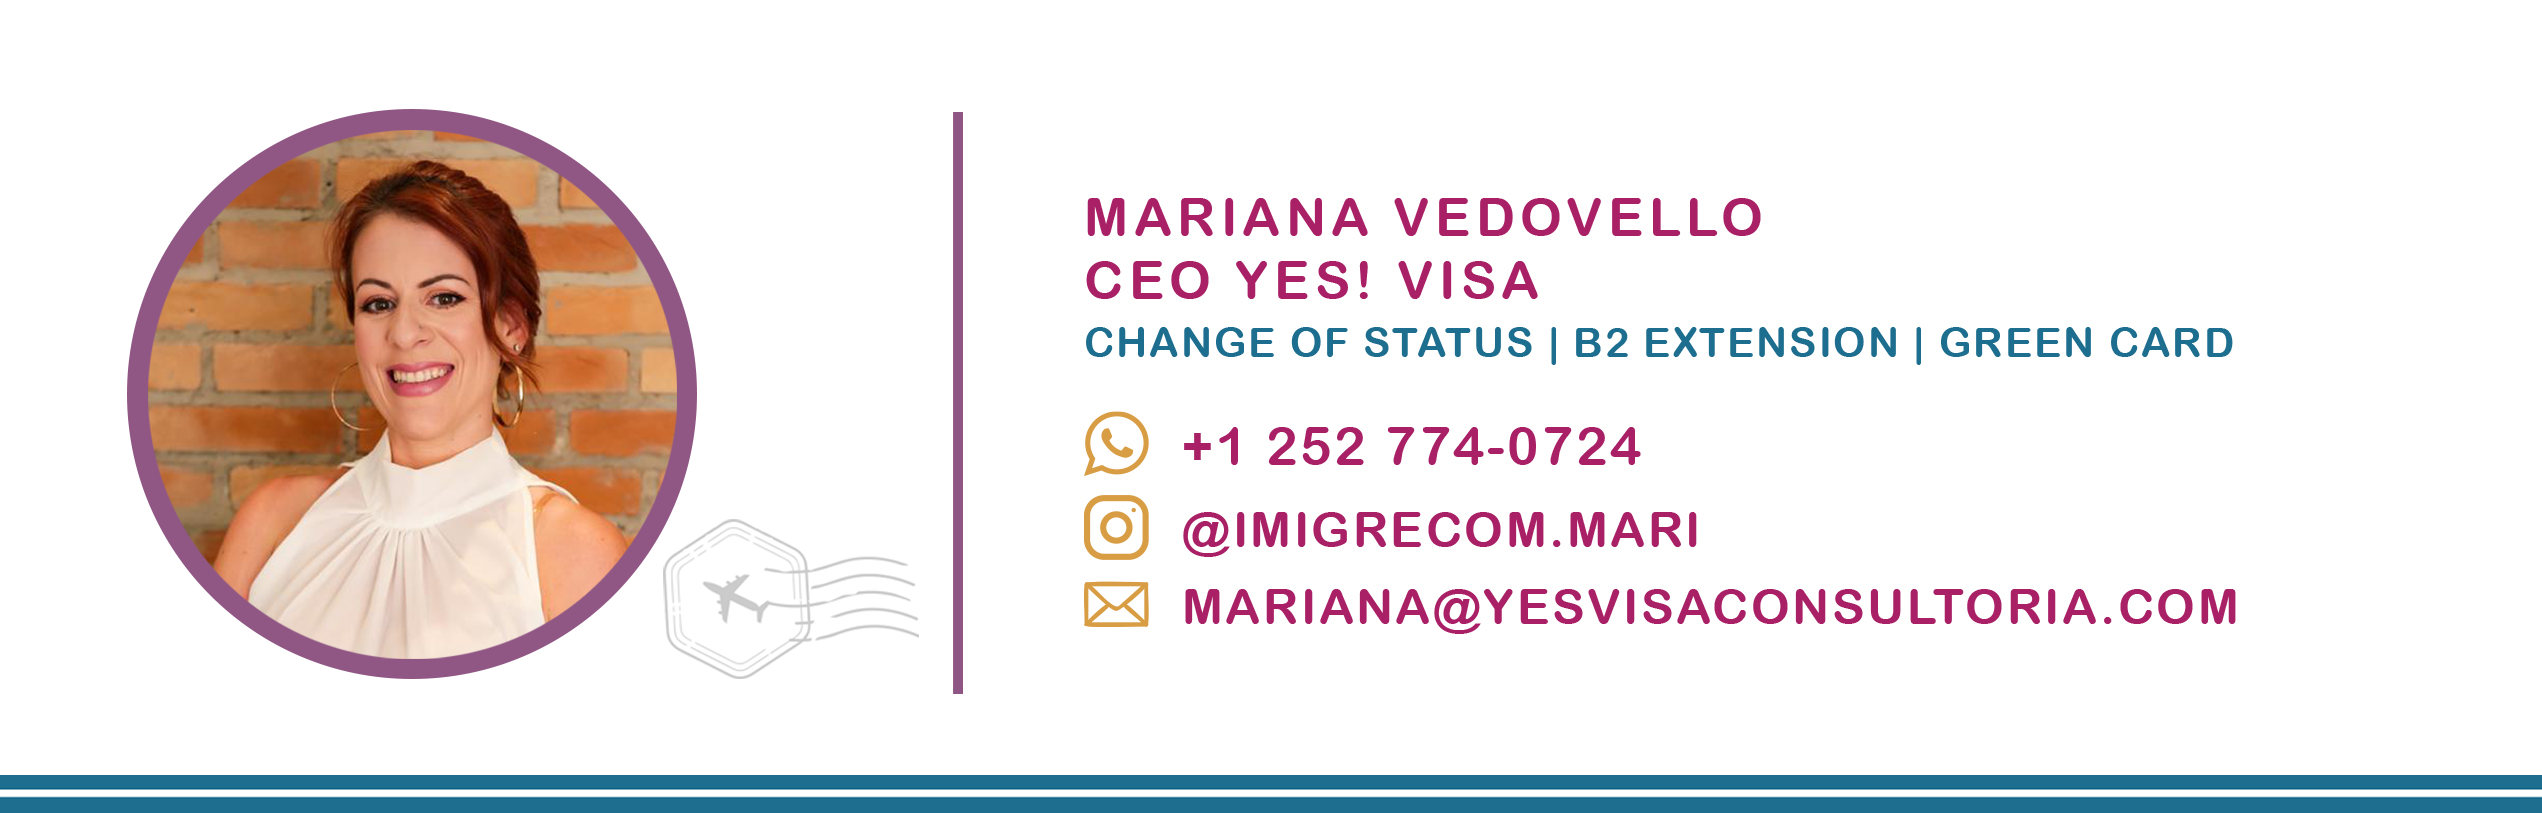 MARIANA VEDOVELLO
CEO YES! VISA
CHANGE OF STATUS | B2 EXTENSION | GREEN CARD
+1 252 774-0724
@IMIGRECOM.MARI
MARIANA@YESVISACONSULTORIA.COM